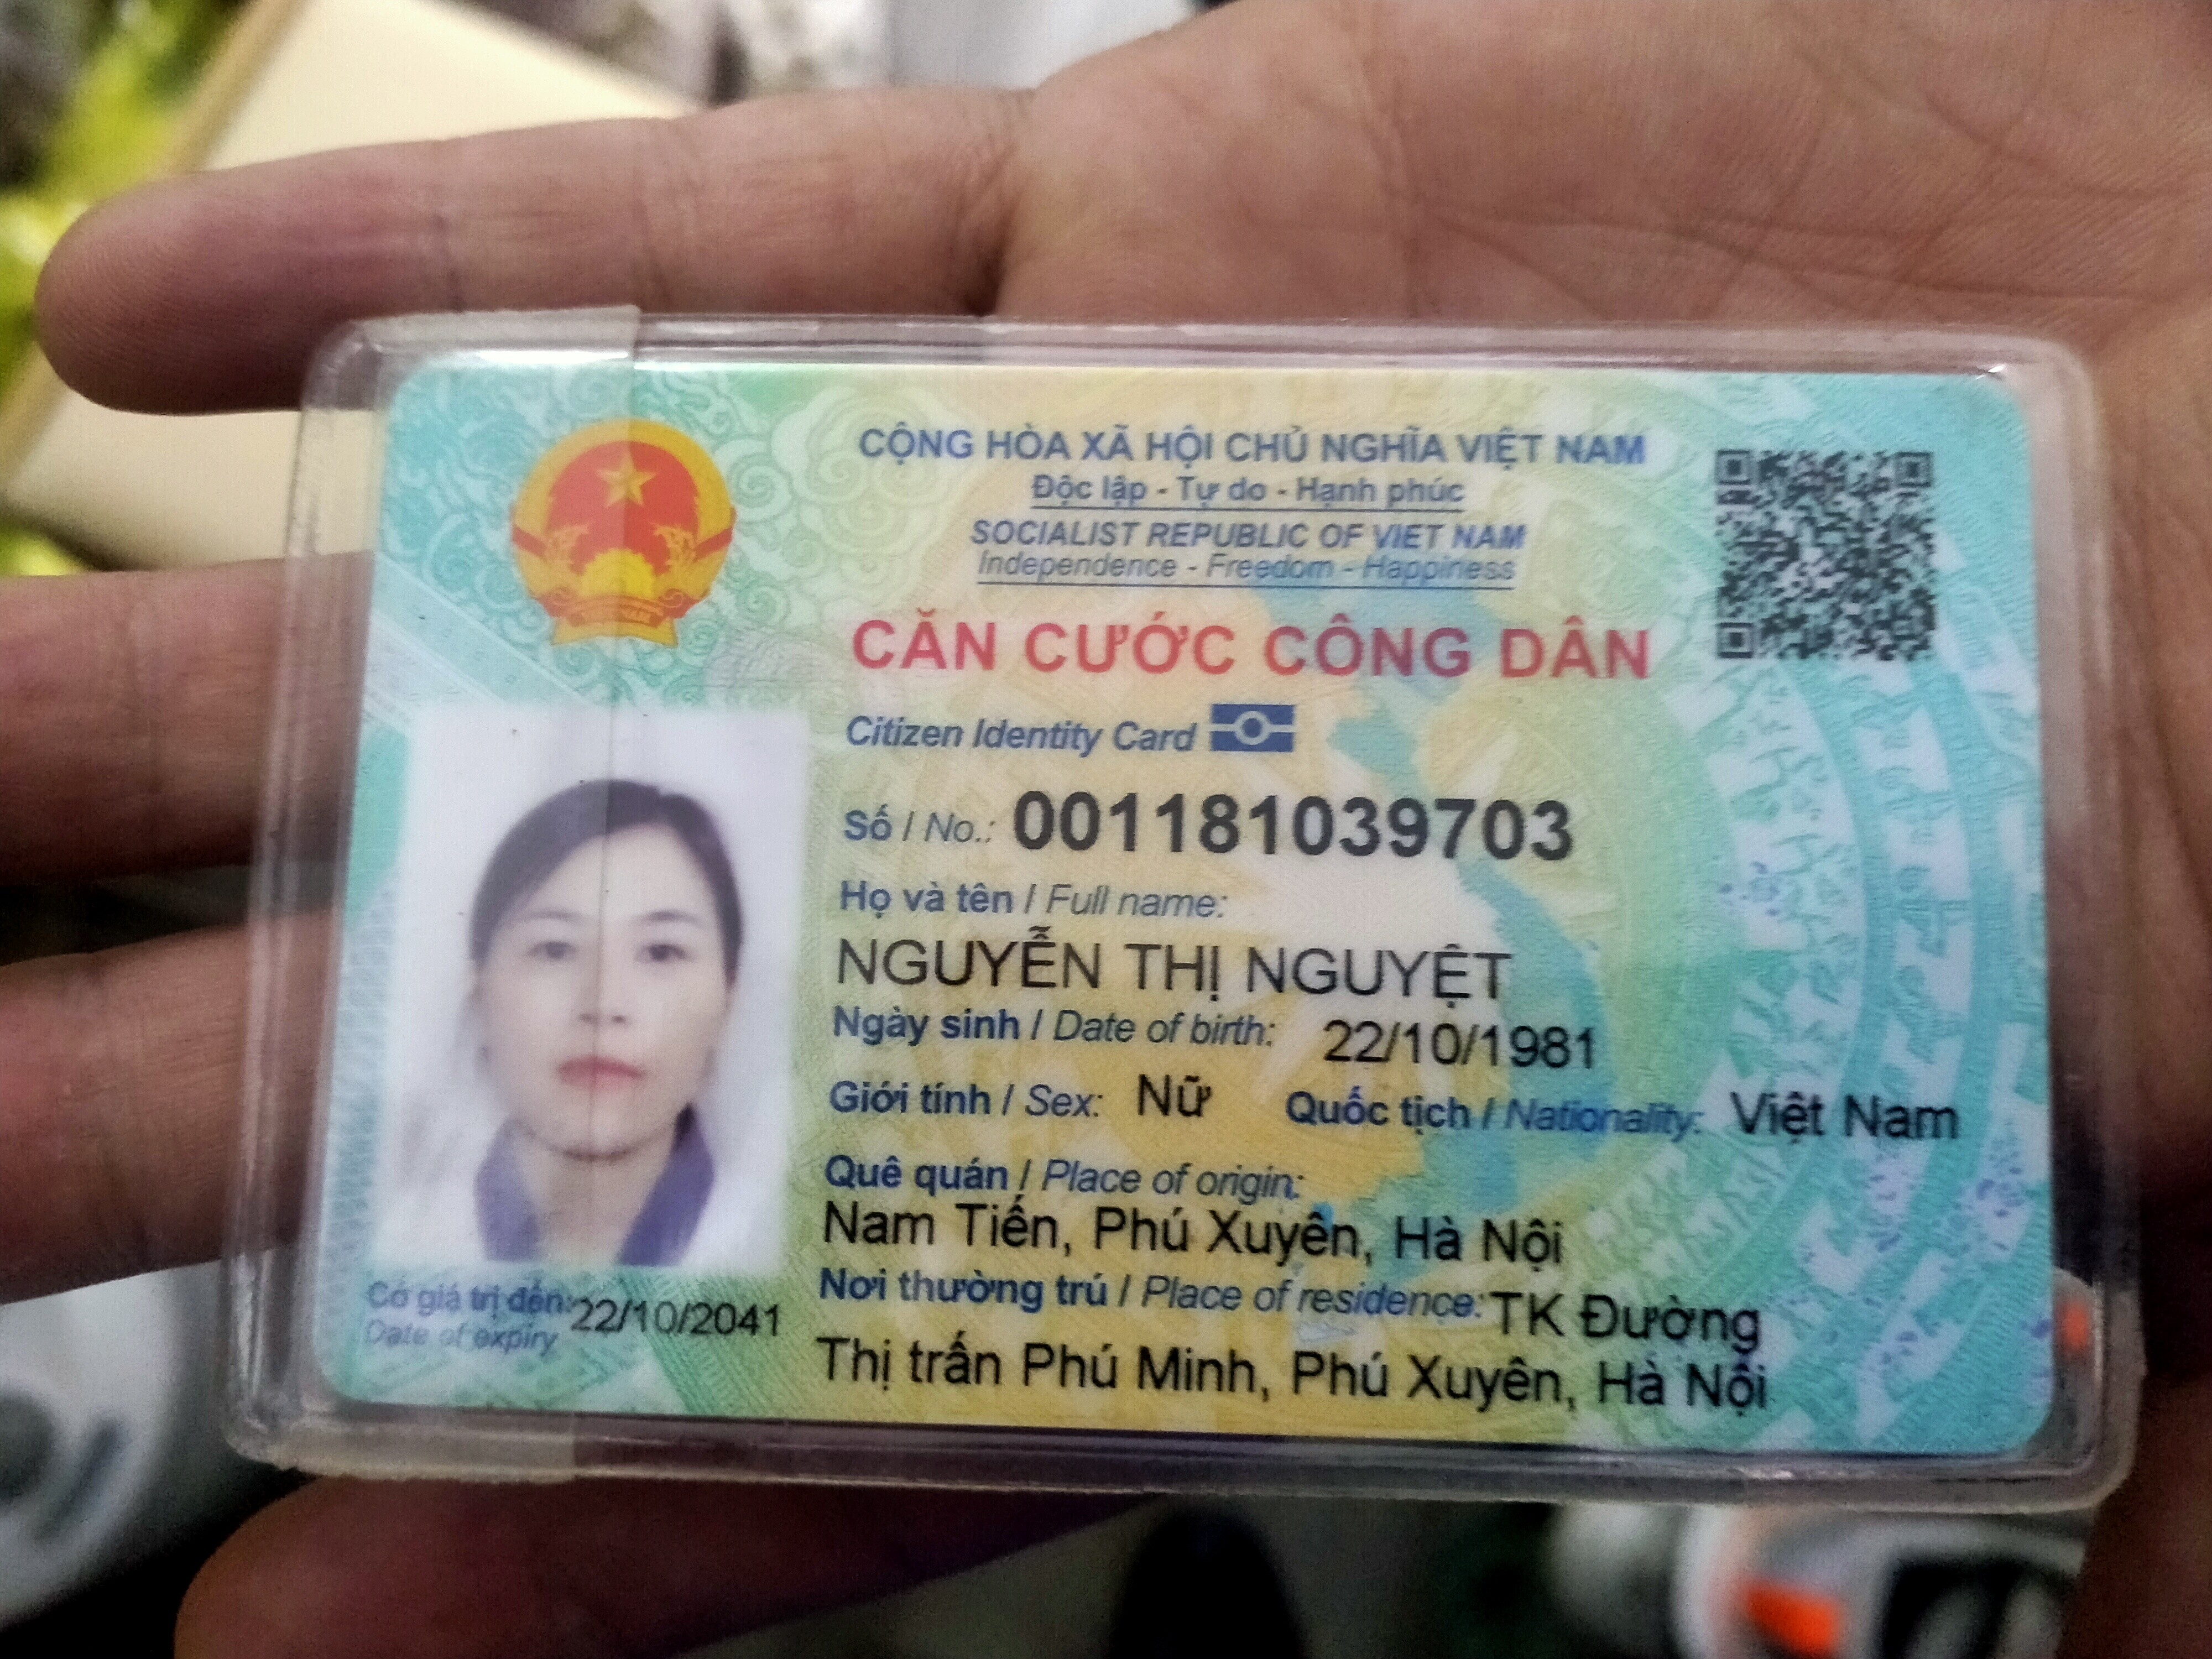 CỘNG HÒA XÃ HỘI CHỦ NGHĨA VIỆT NAM
Độc lập - Tự do - Hạnh phúc
SOCIALIST REPUBLIC OF VIET NAM
Independence - Freedom - Happiness
CĂN CƯỚC CÔNG DÂN
Citizen Identity Card
Số / No.: 001181039703
Họ và tên / Full name:
NGUYỄN THỊ NGUYỆT
Ngày sinh / Date of birth: 22/10/1981
Giới tính / Sex: Nữ Quốc tịch / Nationality: Việt Nam
Quê quán / Place of origin:
Nam Tiến, Phú Xuyên, Hà Nội
Nơi thường trú / Place of residence: TK Đường
Thị trấn Phú Minh, Phú Xuyên, Hà Nội
Có giá trị đến: 22/10/2041
Date of expiry